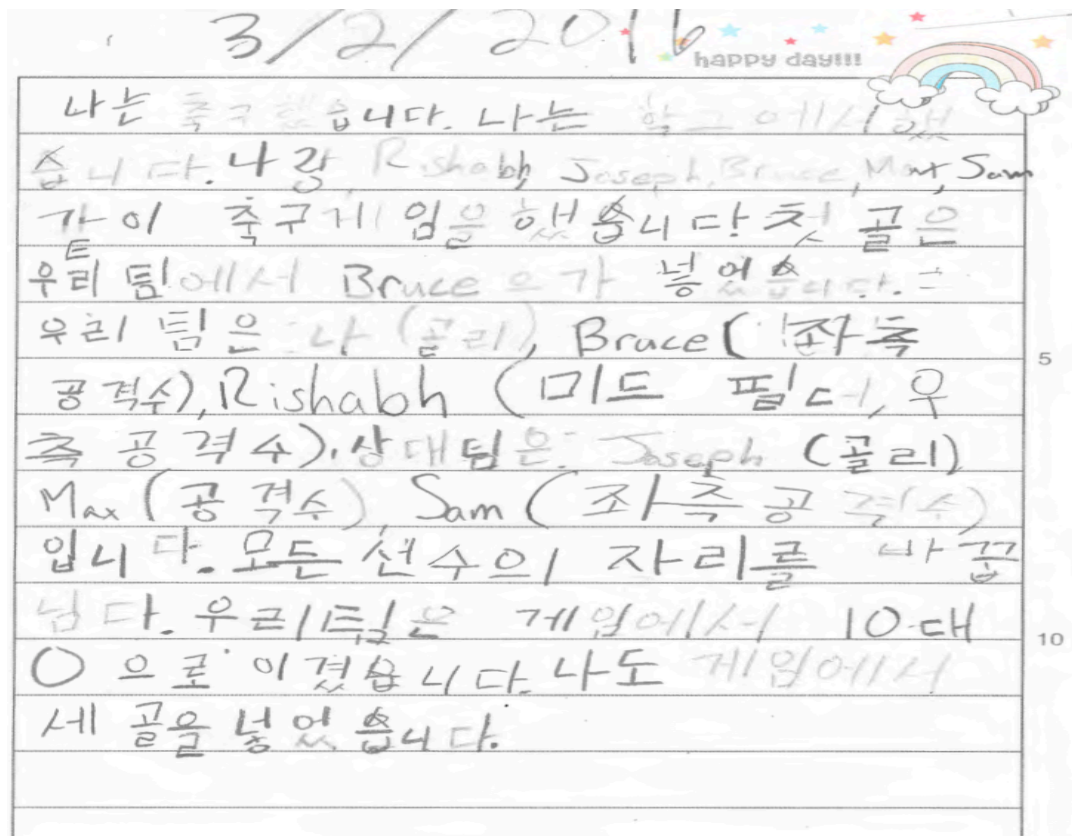 3/2/2016
happy day!!!
나는 축구했습니다. 나는 학교에서 했
습니다. 나랑, Rishabh, Joseph, Bruce, Max, Sam
가이 축구게임을 했습니다. 첫 골은
우리팀에서 Bruce 으가 넣었습니다.
우리 팀은 나 (골리), Bruce (좌측
5
공격수), Rishabh (미드 필더, 우
측 공격수). 상대팀은: Joseph (골리)
Max (공격수), Sam (좌측 공격수)
입니다. 모든 선수의 자리를 바꿉
닙다. 우리팀은 게임에서 10대
10
0 으로 이겼습니다. 나도 게임에서
세 골을 넣었습니다.